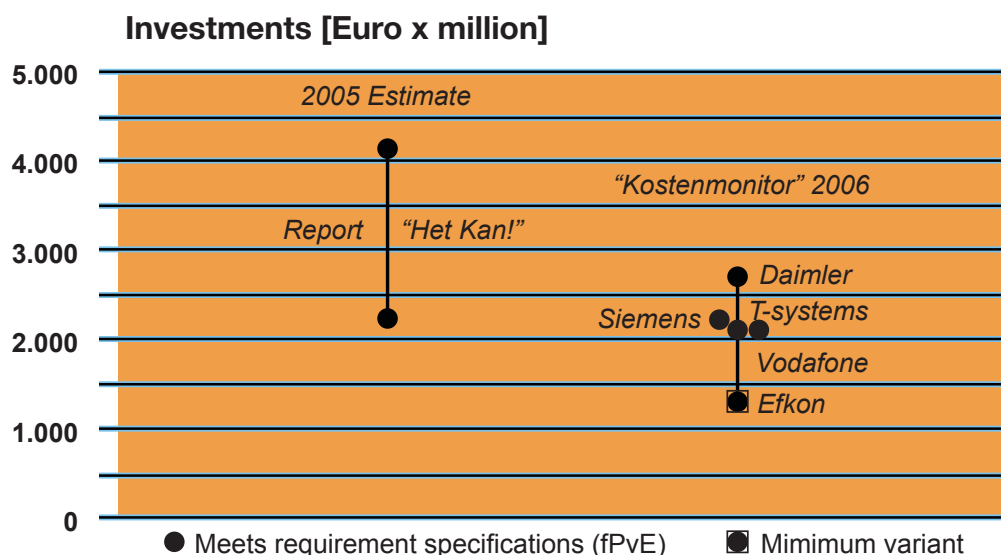 Investments [Euro x million]
5.000
2005 Estimate
4.000
“Kostenmonitor” 2006
Report “Het Kan!”
3.000
Daimler
Siemens T-systems
2.000
Vodafone
Efkon
1.000
0
Meets requirement specifications (fPvE) Mimimum variant